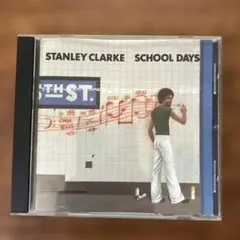 STANLEY CLARKE SCHOOL DAYS
5TH ST.